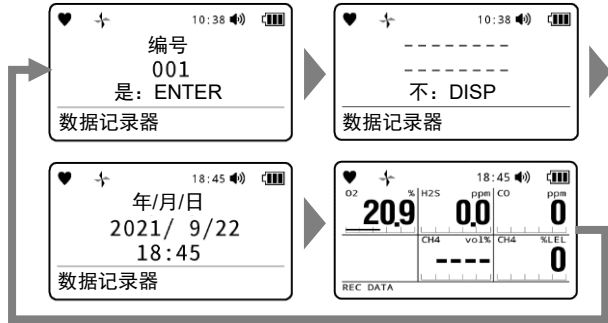 10:38
编号
001
是：ENTER
数据记录器
10:38
- - - - - - - -
- - - - - - - -
不：DISP
数据记录器
18:45
年/月/日
2021/ 9/22
18:45
数据记录器
18:45
O2 % H2S ppm CO ppm
20.9 0.0 0
CH4 vol% CH4 %LEL
---- 0
REC DATA